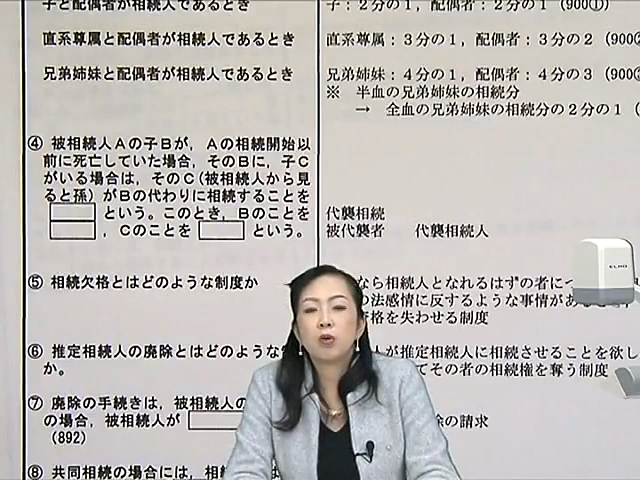 子と配偶者が相続人であるとき
子：２分の１，配偶者：２分の１（900①）
直系尊属と配偶者が相続人であるとき
直系尊属：３分の１，配偶者：３分の２（900
兄弟姉妹と配偶者が相続人であるとき
兄弟姉妹：４分の１，配偶者：４分の３（900
※　半血の兄弟姉妹の相続分
→　全血の兄弟姉妹の相続分の２分の１（
④ 被相続人Ａの子Ｂが，Ａの相続開始以
前に死亡していた場合，そのＢに，子Ｃ
がいる場合は，そのＣ(被相続人から見
ると孫）がＢの代わりに相続することを
という。このとき，Ｂのことを
，Ｃのことを　　　という。
代襲相続
被代襲者　　代襲相続人
⑤ 相続欠格とはどのような制度か
なら相続人となれるはずの者に
の法感情に反するような事情があ
資格を失わせる制度
⑥ 推定相続人の廃除とはどのような
か。
人が推定相続人に相続させることを欲し
てその者の相続権を奪う制度
⑦ 廃除の手続きは，被相続人の
の場合，被相続人が
（892）
の請求
⑧ 共同相続の場合には，相
ELMO